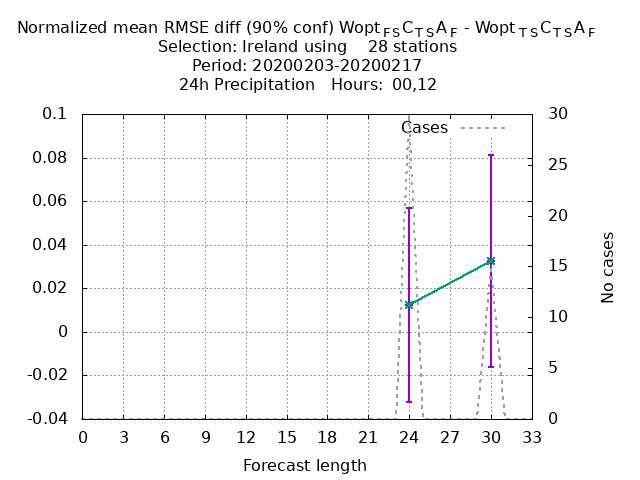 Normalized mean RMSE diff (90% conf) Wopt FS C TS A F - Wopt TS C TS A F
Selection: Ireland using 28 stations
Period: 20200203-20200217
24h Precipitation Hours: 00,12
0.1
0.08
0.06
0.04
0.02
0
-0.02
-0.04
Cases
30
25
20
15
10
5
0
No cases
0 3 6 9 12 15 18 21 24 27 30 33
Forecast length